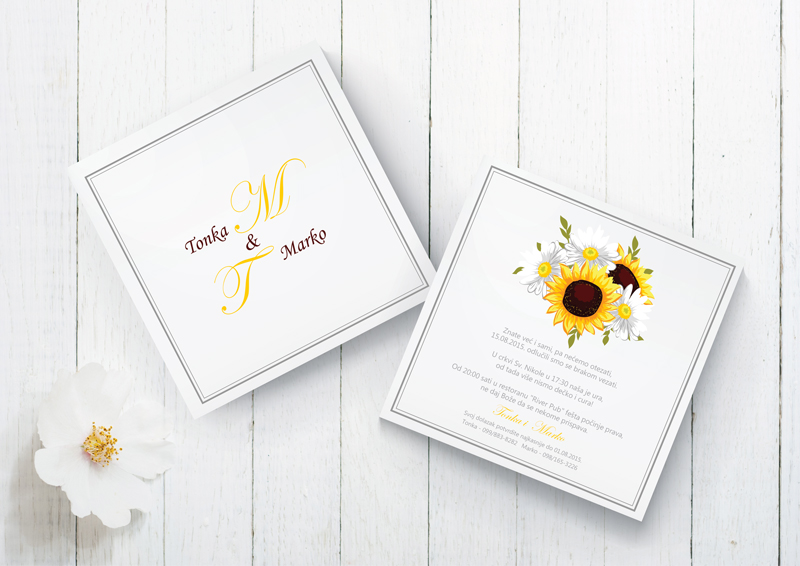 M
Tonka & Marko
T
Znate već i sami, pa nećemo otezati,
15.08.2015. odlučili smo se brakom vezati.
U crkvi Sv. Nikole u 17:30 naša je ura,
od tada više nismo dečko i cura!
Od 20:00 sati u restoranu "River Pub" fešta počinje prava,
ne daj Bože da se nekome prispava.
Tonka i Marko
Svoj dolazak potvrdite najkasnije do 01.08.2015.
Tonka - 099/883-8282 Marko - 098/165-3226